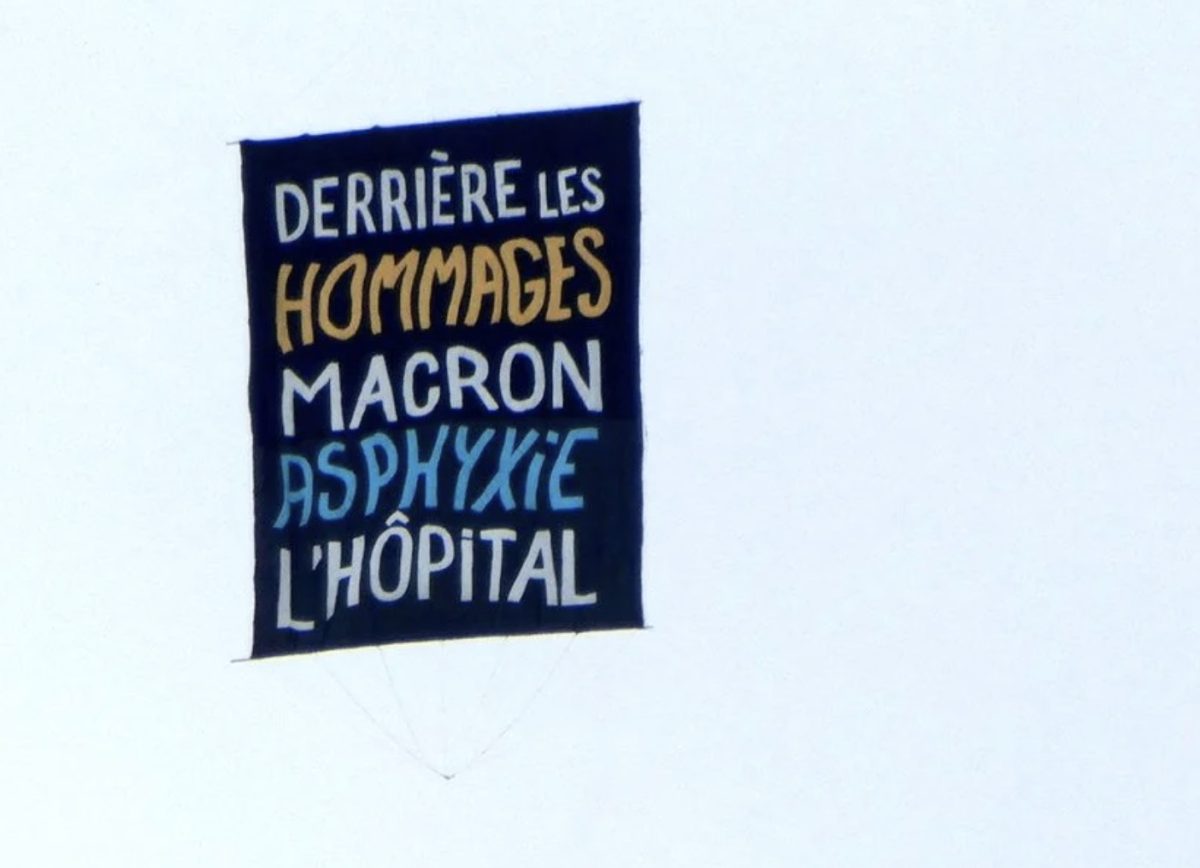 DERRIÈRE LES
HOMMAGES
MACRON
ASPHYXiE
L'HÔPiTAL